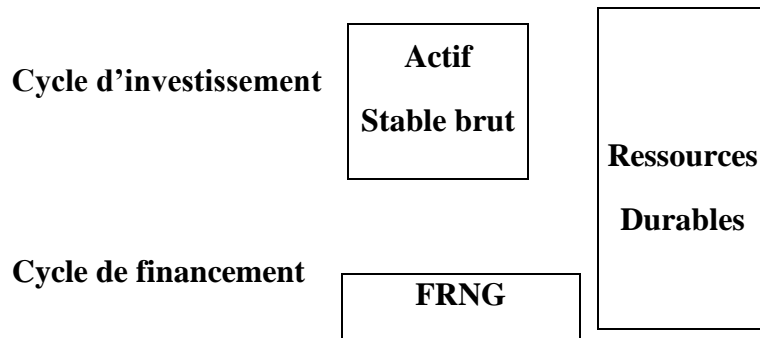 Cycle d’investissement
Actif
Stable brut
Ressources
Durables
Cycle de financement
FRNG